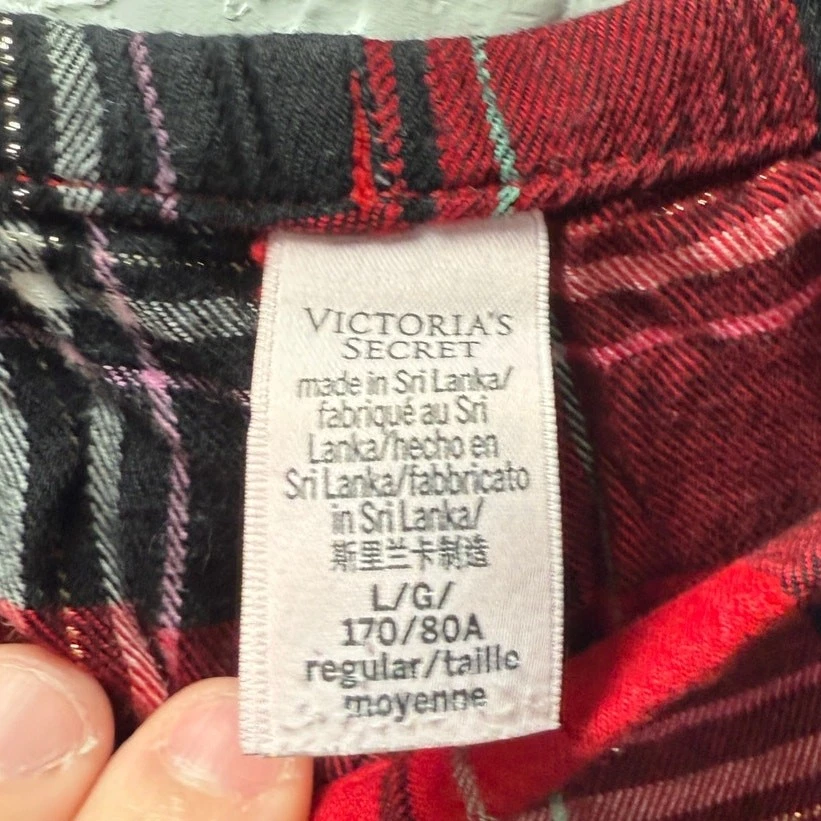 VICTORIA'S
SECRET
made in Sri Lanka/
fabriqué au Sri
Lanka/hecho en
Sri Lanka/fabbricato
in Sri Lanka/
斯里兰卡制造
L/G/
170/80A
regular/taille
moyenne